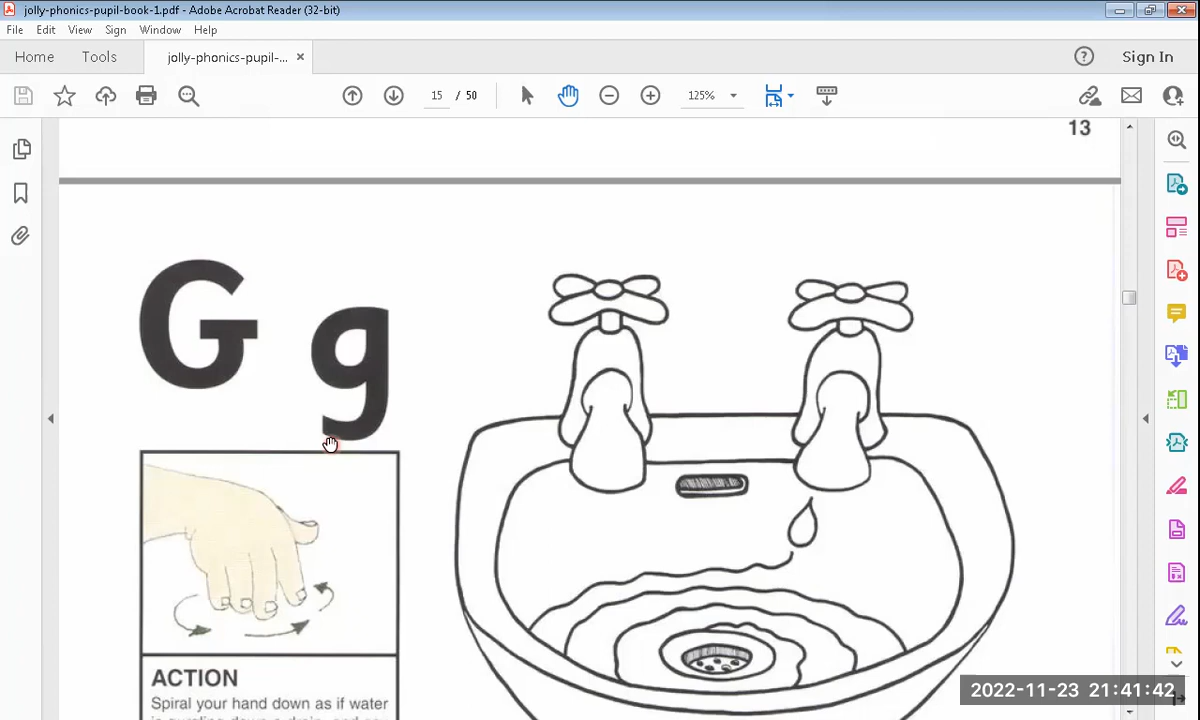 jolly-phonics-pupil-book-1.pdf - Adobe Acrobat Reader (32-bit)
File Edit View Sign Window Help
Home Tools jolly-phonics-pupil-... × Sign In
15 / 50 125%
13
G g
ACTION
Spiral your hand down as if water
2022-11-23 21:41:42